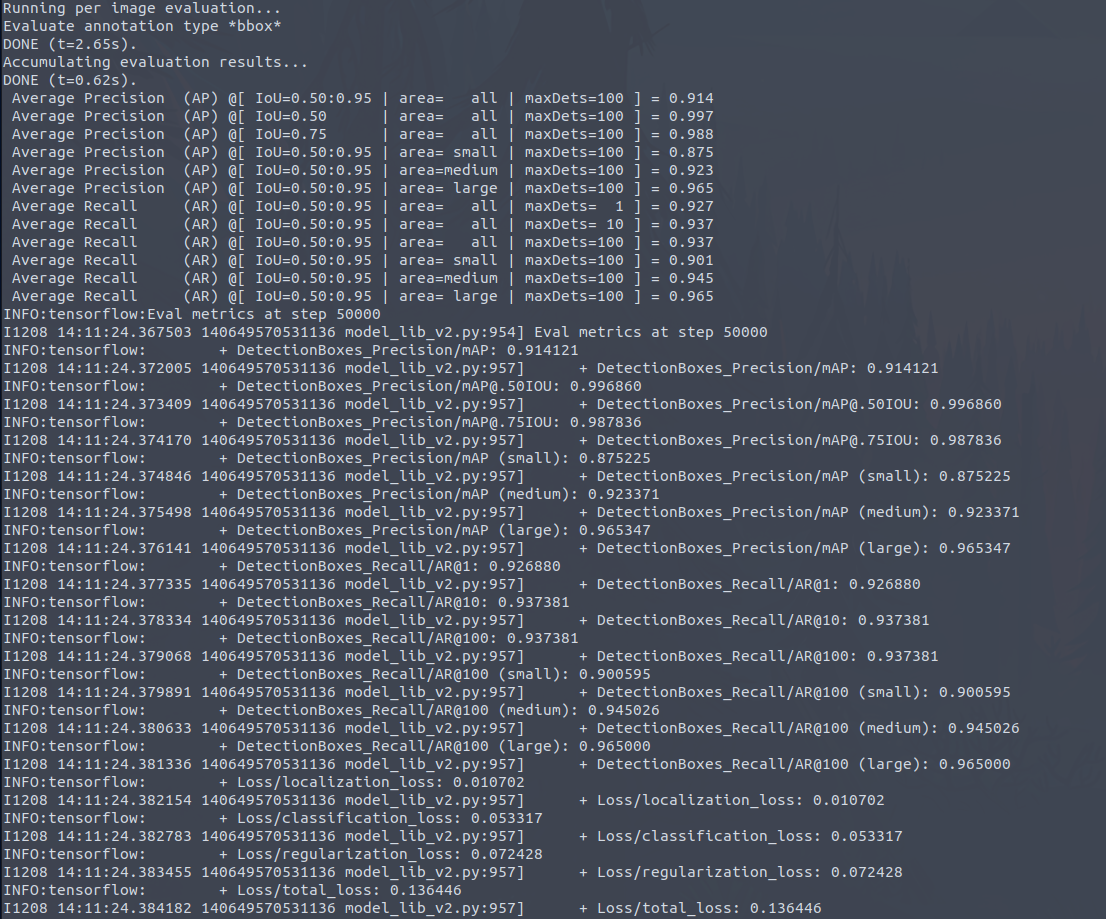 Running per image evaluation...
Evaluate annotation type *bbox*
DONE (t=2.65s).
Accumulating evaluation results...
DONE (t=0.62s).
 Average Precision  (AP) @[ IoU=0.50:0.95 | area=   all | maxDets=100 ] = 0.914
 Average Precision  (AP) @[ IoU=0.50      | area=   all | maxDets=100 ] = 0.997
 Average Precision  (AP) @[ IoU=0.75      | area=   all | maxDets=100 ] = 0.988
 Average Precision  (AP) @[ IoU=0.50:0.95 | area= small | maxDets=100 ] = 0.875
 Average Precision  (AP) @[ IoU=0.50:0.95 | area=medium | maxDets=100 ] = 0.923
 Average Precision  (AP) @[ IoU=0.50:0.95 | area= large | maxDets=100 ] = 0.965
 Average Recall     (AR) @[ IoU=0.50:0.95 | area=   all | maxDets=  1 ] = 0.927
 Average Recall     (AR) @[ IoU=0.50:0.95 | area=   all | maxDets= 10 ] = 0.937
 Average Recall     (AR) @[ IoU=0.50:0.95 | area=   all | maxDets=100 ] = 0.937
 Average Recall     (AR) @[ IoU=0.50:0.95 | area= small | maxDets=100 ] = 0.901
 Average Recall     (AR) @[ IoU=0.50:0.95 | area=medium | maxDets=100 ] = 0.945
 Average Recall     (AR) @[ IoU=0.50:0.95 | area= large | maxDets=100 ] = 0.965
INFO:tensorflow:Eval metrics at step 50000
I1208 14:11:24.367503 140649570531136 model_lib_v2.py:954] Eval metrics at step 50000
INFO:tensorflow:        + DetectionBoxes_Precision/mAP: 0.914121
I1208 14:11:24.372005 140649570531136 model_lib_v2.py:957]      + DetectionBoxes_Precision/mAP: 0.914121
INFO:tensorflow:        + DetectionBoxes_Precision/mAP@.50IOU: 0.996860
I1208 14:11:24.373409 140649570531136 model_lib_v2.py:957]      + DetectionBoxes_Precision/mAP@.50IOU: 0.996860
INFO:tensorflow:        + DetectionBoxes_Precision/mAP@.75IOU: 0.987836
I1208 14:11:24.374170 140649570531136 model_lib_v2.py:957]      + DetectionBoxes_Precision/mAP@.75IOU: 0.987836
INFO:tensorflow:        + DetectionBoxes_Precision/mAP (small): 0.875225
I1208 14:11:24.374846 140649570531136 model_lib_v2.py:957]      + DetectionBoxes_Precision/mAP (small): 0.875225
INFO:tensorflow:        + DetectionBoxes_Precision/mAP (medium): 0.923371
I1208 14:11:24.375498 140649570531136 model_lib_v2.py:957]      + DetectionBoxes_Precision/mAP (medium): 0.923371
INFO:tensorflow:        + DetectionBoxes_Precision/mAP (large): 0.965347
I1208 14:11:24.376141 140649570531136 model_lib_v2.py:957]      + DetectionBoxes_Precision/mAP (large): 0.965347
INFO:tensorflow:        + DetectionBoxes_Recall/AR@1: 0.926880
I1208 14:11:24.377335 140649570531136 model_lib_v2.py:957]      + DetectionBoxes_Recall/AR@1: 0.926880
INFO:tensorflow:        + DetectionBoxes_Recall/AR@10: 0.937381
I1208 14:11:24.378334 140649570531136 model_lib_v2.py:957]      + DetectionBoxes_Recall/AR@10: 0.937381
INFO:tensorflow:        + DetectionBoxes_Recall/AR@100: 0.937381
I1208 14:11:24.379068 140649570531136 model_lib_v2.py:957]      + DetectionBoxes_Recall/AR@100: 0.937381
INFO:tensorflow:        + DetectionBoxes_Recall/AR@100 (small): 0.900595
I1208 14:11:24.379891 140649570531136 model_lib_v2.py:957]      + DetectionBoxes_Recall/AR@100 (small): 0.900595
INFO:tensorflow:        + DetectionBoxes_Recall/AR@100 (medium): 0.945026
I1208 14:11:24.380633 140649570531136 model_lib_v2.py:957]      + DetectionBoxes_Recall/AR@100 (medium): 0.945026
INFO:tensorflow:        + DetectionBoxes_Recall/AR@100 (large): 0.965000
I1208 14:11:24.381336 140649570531136 model_lib_v2.py:957]      + DetectionBoxes_Recall/AR@100 (large): 0.965000
INFO:tensorflow:        + Loss/localization_loss: 0.010702
I1208 14:11:24.382154 140649570531136 model_lib_v2.py:957]      + Loss/localization_loss: 0.010702
INFO:tensorflow:        + Loss/classification_loss: 0.053317
I1208 14:11:24.382783 140649570531136 model_lib_v2.py:957]      + Loss/classification_loss: 0.053317
INFO:tensorflow:        + Loss/regularization_loss: 0.072428
I1208 14:11:24.383455 140649570531136 model_lib_v2.py:957]      + Loss/regularization_loss: 0.072428
INFO:tensorflow:        + Loss/total_loss: 0.136446
I1208 14:11:24.384182 140649570531136 model_lib_v2.py:957]      + Loss/total_loss: 0.136446